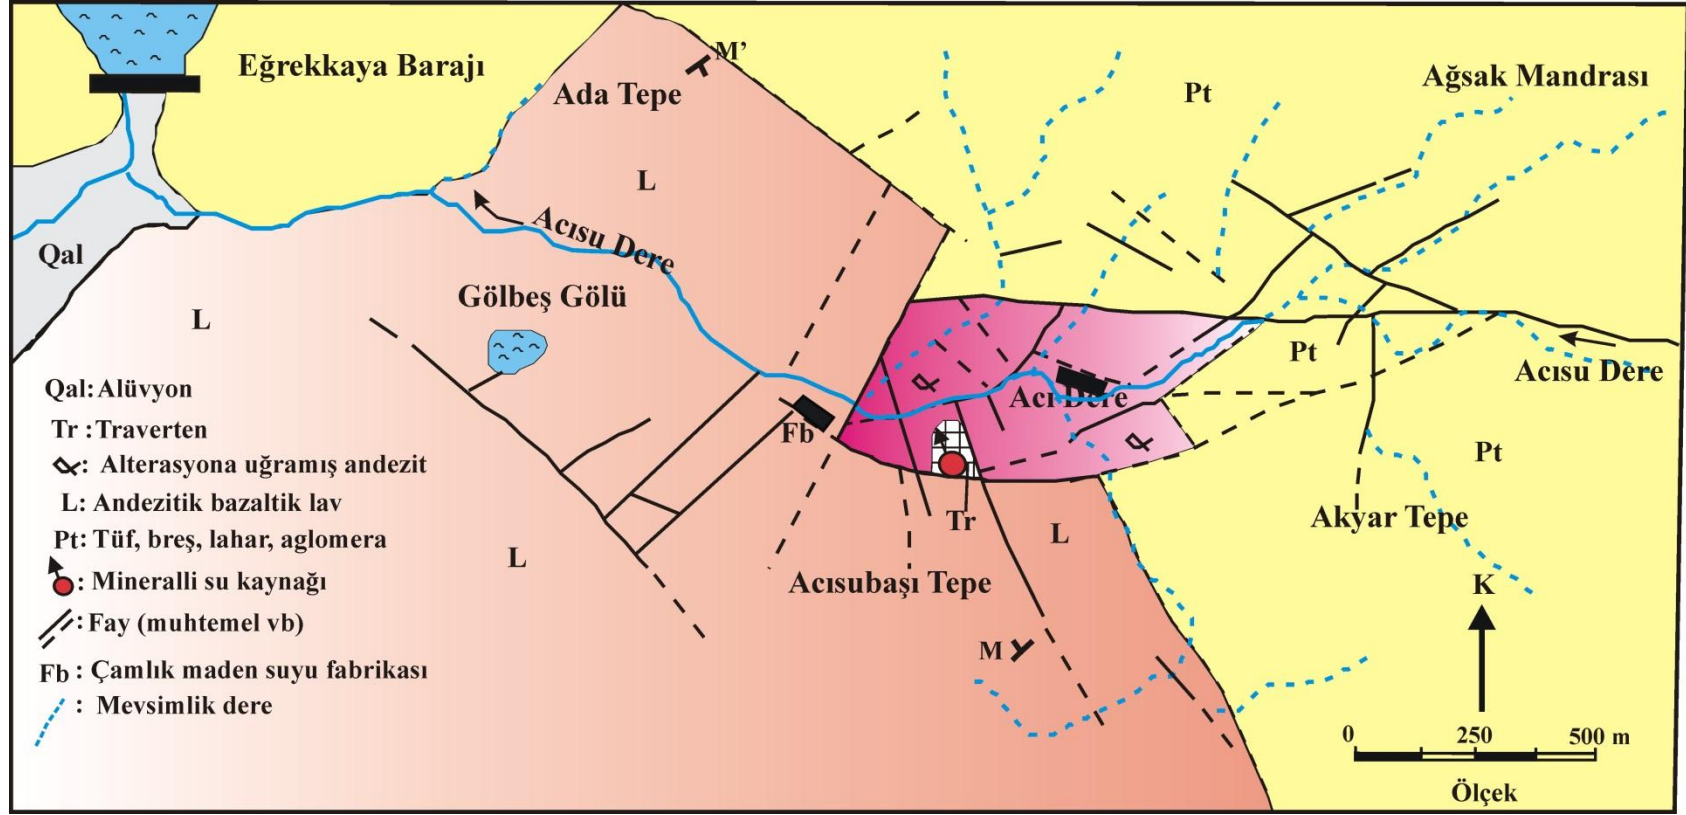 Eğrekkaya Barajı
Ada Tepe
M’
Pt
Ağsak Mandrası
L
Qal
Acısu Dere
Gölbeş Gölü
L
Pt
Acısu Dere
Acı Dere
Fb
Pt
Tr
L
L
Akyar Tepe
Acısubaşı Tepe
M
K
Qal: Alüvyon
Tr : Traverten
: Alterasyona uğramış andezit
L: Andezitik bazaltik lav
Pt: Tüf, breş, lahar, aglomera
: Mineralli su kaynağı
: Fay (muhtemel vb)
Fb : Çamlık maden suyu fabrikası
: Mevsimlik dere
0 250 500 m
Ölçek